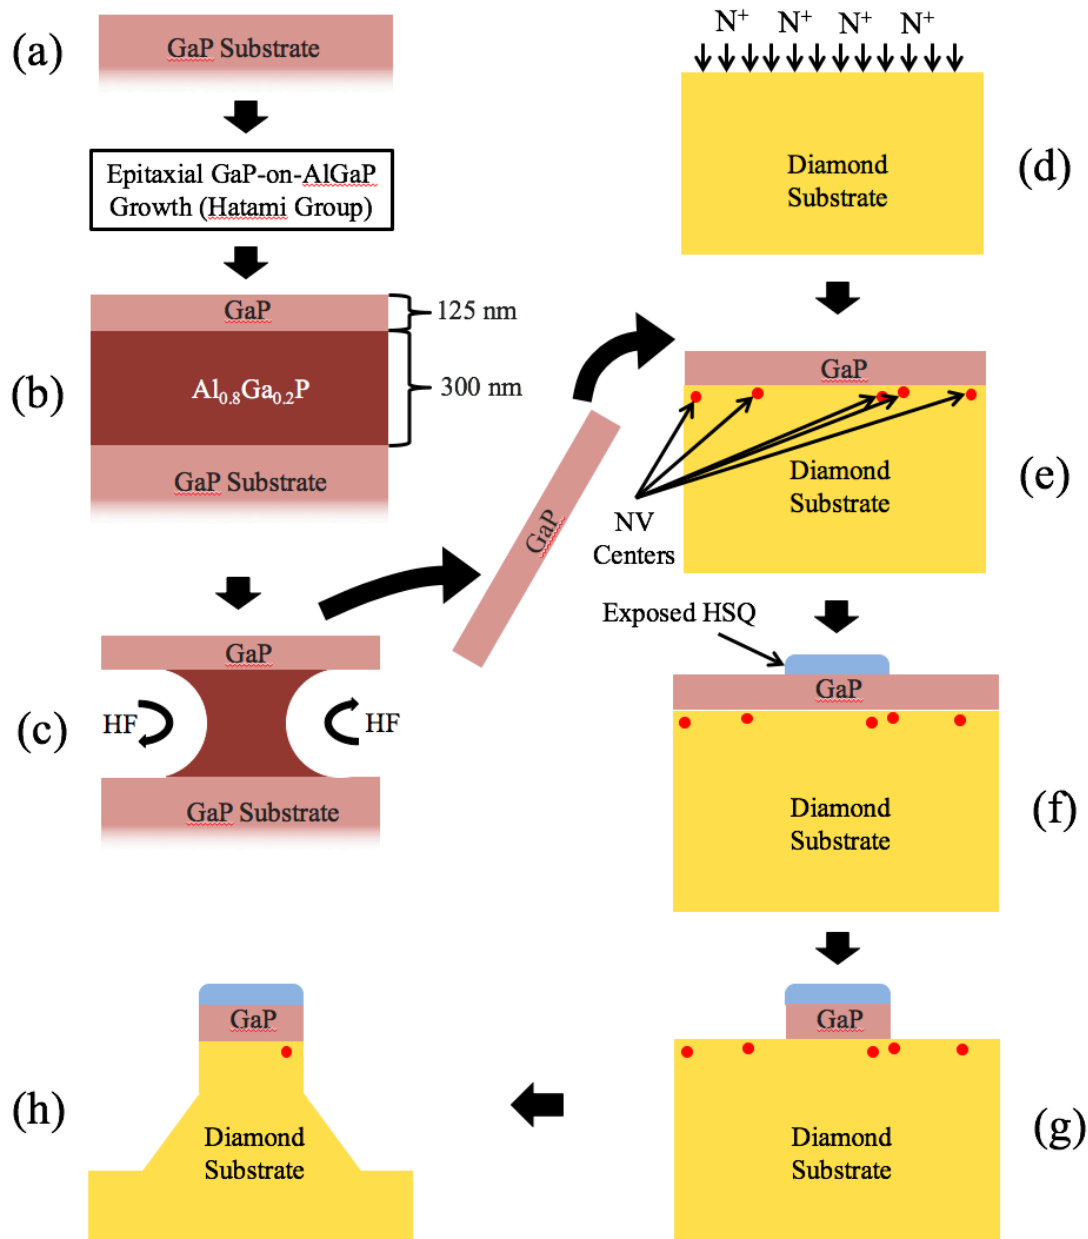 (a)
GaP Substrate
Epitaxial GaP-on-AlGaP
Growth (Hatami Group)
(b)
GaP
125 nm
Al0.8Ga0.2P
300 nm
GaP Substrate
(c)
GaP
HF
HF
GaP Substrate
GaP
N+ N+ N+ N+
(d)
Diamond
Substrate
(e)
GaP
Diamond
Substrate
NV
Centers
Exposed HSQ
(f)
GaP
Diamond
Substrate
(g)
GaP
Diamond
Substrate
(h)
GaP
Diamond
Substrate